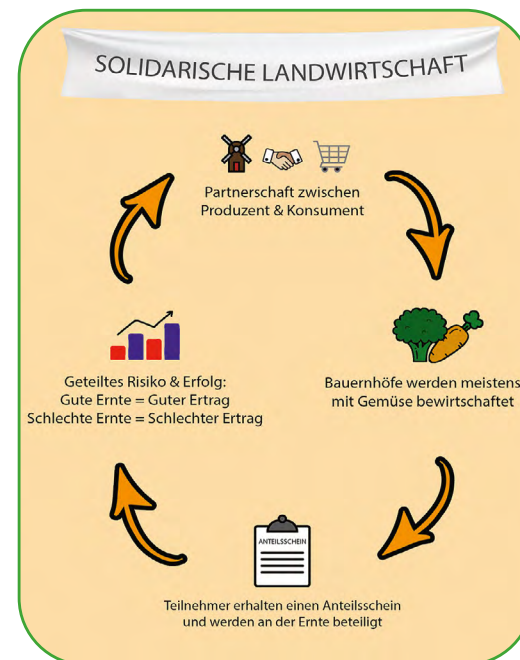 SOLIDARISCHE LANDWIRTSCHAFT
Partnerschaft zwischen
Produzent & Konsument
Bauernhöfe werden meistens
mit Gemüse bewirtschaftet
ANTEILSSCHEIN
Teilnehmer erhalten einen Anteilsschein
und werden an der Ernte beteiligt
Geteiltes Risiko & Erfolg:
Gute Ernte = Guter Ertrag
Schlechte Ernte = Schlechter Ertrag